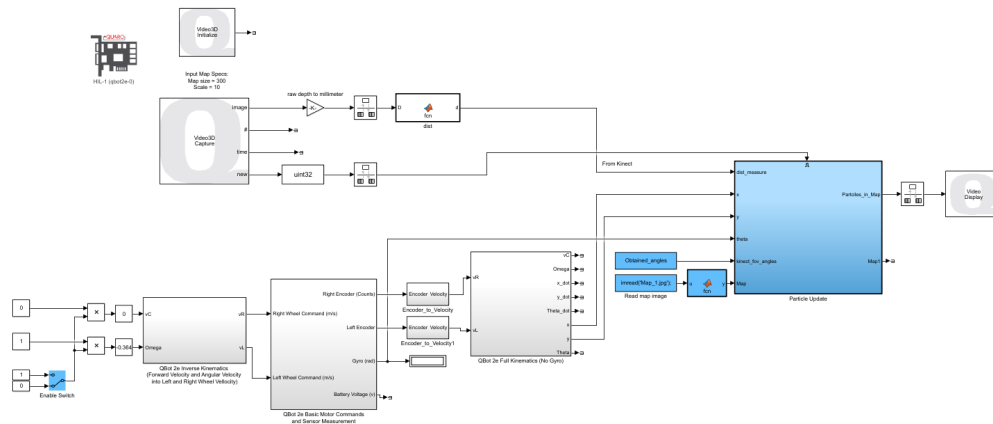 Video3D
Initialize
QUARC
HIL-1 (qbot2e-0)
Input Map Specs:
Map size = 300
Scale = 10
Video3D
Capture
image
#
time
new
raw depth to millimeter
-K-
uint32
D
fcn
d
dist
From Kinect
dist_measure
x
y
theta
kinect_fov_angles
Map
Particles_in_Map
Map1
Particle Update
Video
Display
Obtained_angles
imread('Map_1.jpg');
Read map image
u
fcn
y
0
1
1
0
Enable Switch
×
×
0
-0.364
vC
Omega
vR
vL
QBot 2e Inverse Kinematics
(Forward Velocity and Angular Velocity
into Left and Right Wheel Vellocity)
Right Wheel Command (m/s)
Left Wheel Command (m/s)
Right Encoder (Counts)
Left Encoder
Gyro (rad)
Battery Voltage (v)
QBot 2e Basic Motor Commands
and Sensor Measurement
Encoder Velocity
Encoder_to_Velocity
Encoder Velocity
Encoder_to_Velocity1
vR
vL
vC
Omega
x_dot
y_dot
Theta_dot
x
y
Theta
QBot 2e Full Kinematics (No Gyro)